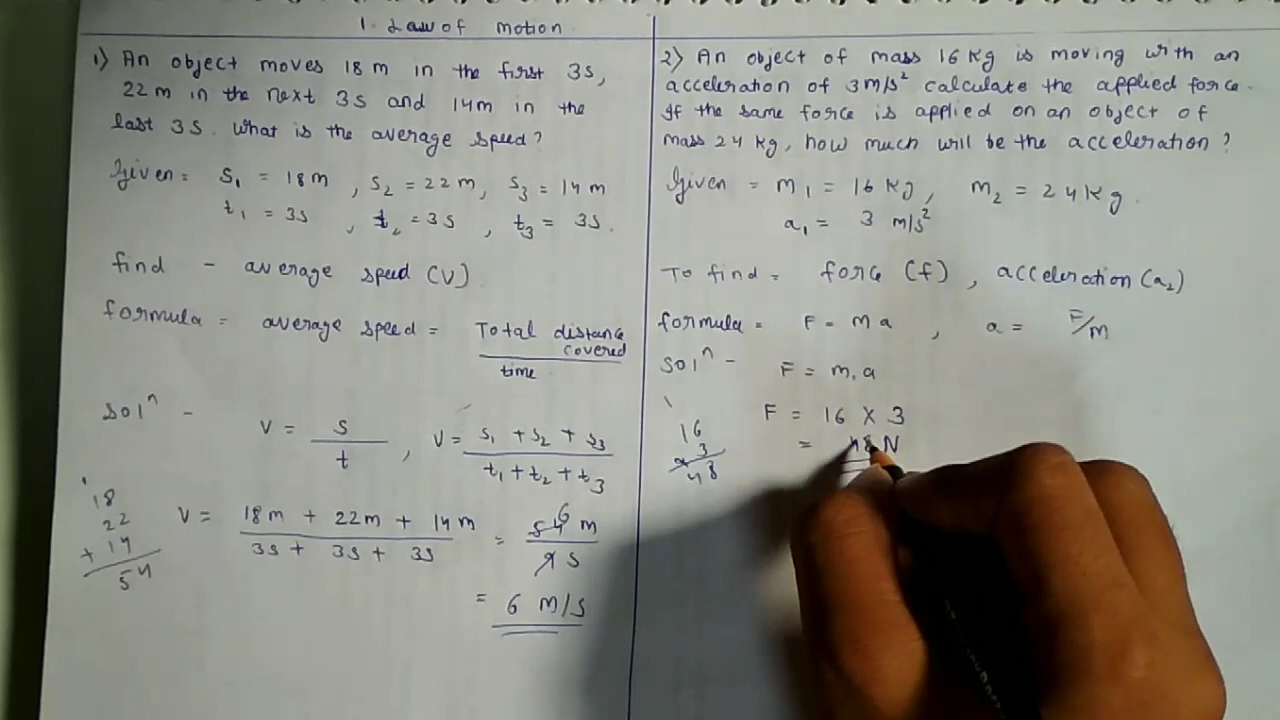 1. Law of motion
1) An object moves 18 m in the first 3s,
22 m in the next 3s and 14m in the
last 3s. What is the average speed?
Given = s₁ = 18m , s₂ = 22 m, s₃ = 14 m
t₁ = 3s , t₂ = 3s , t₃ = 3s.
find - average speed (V)
formula = average speed = Total distance covered / time
Solⁿ -
V = s / t , V = s₁ + s₂ + s₃ / t₁ + t₂ + t₃
18
22
+ 14
54
V = 18m + 22m + 14m / 3s + 3s + 3s = 54 6 m / 9 s
= 6 m/s
2) An object of mass 16 Kg is moving with an
acceleration of 3 m/s² calculate the applied force.
If the same force is applied on an object of
mass 24 kg, how much will be the acceleration ?
Given = m₁ = 16 Kg, m₂ = 24 Kg.
a₁ = 3 m/s²
To find = force (f) , acceleration (a₂)
formula = F = m a , a = F/m
Solⁿ - F = m₁ a
F = 16 X 3
= 48 N
16
x 3
48